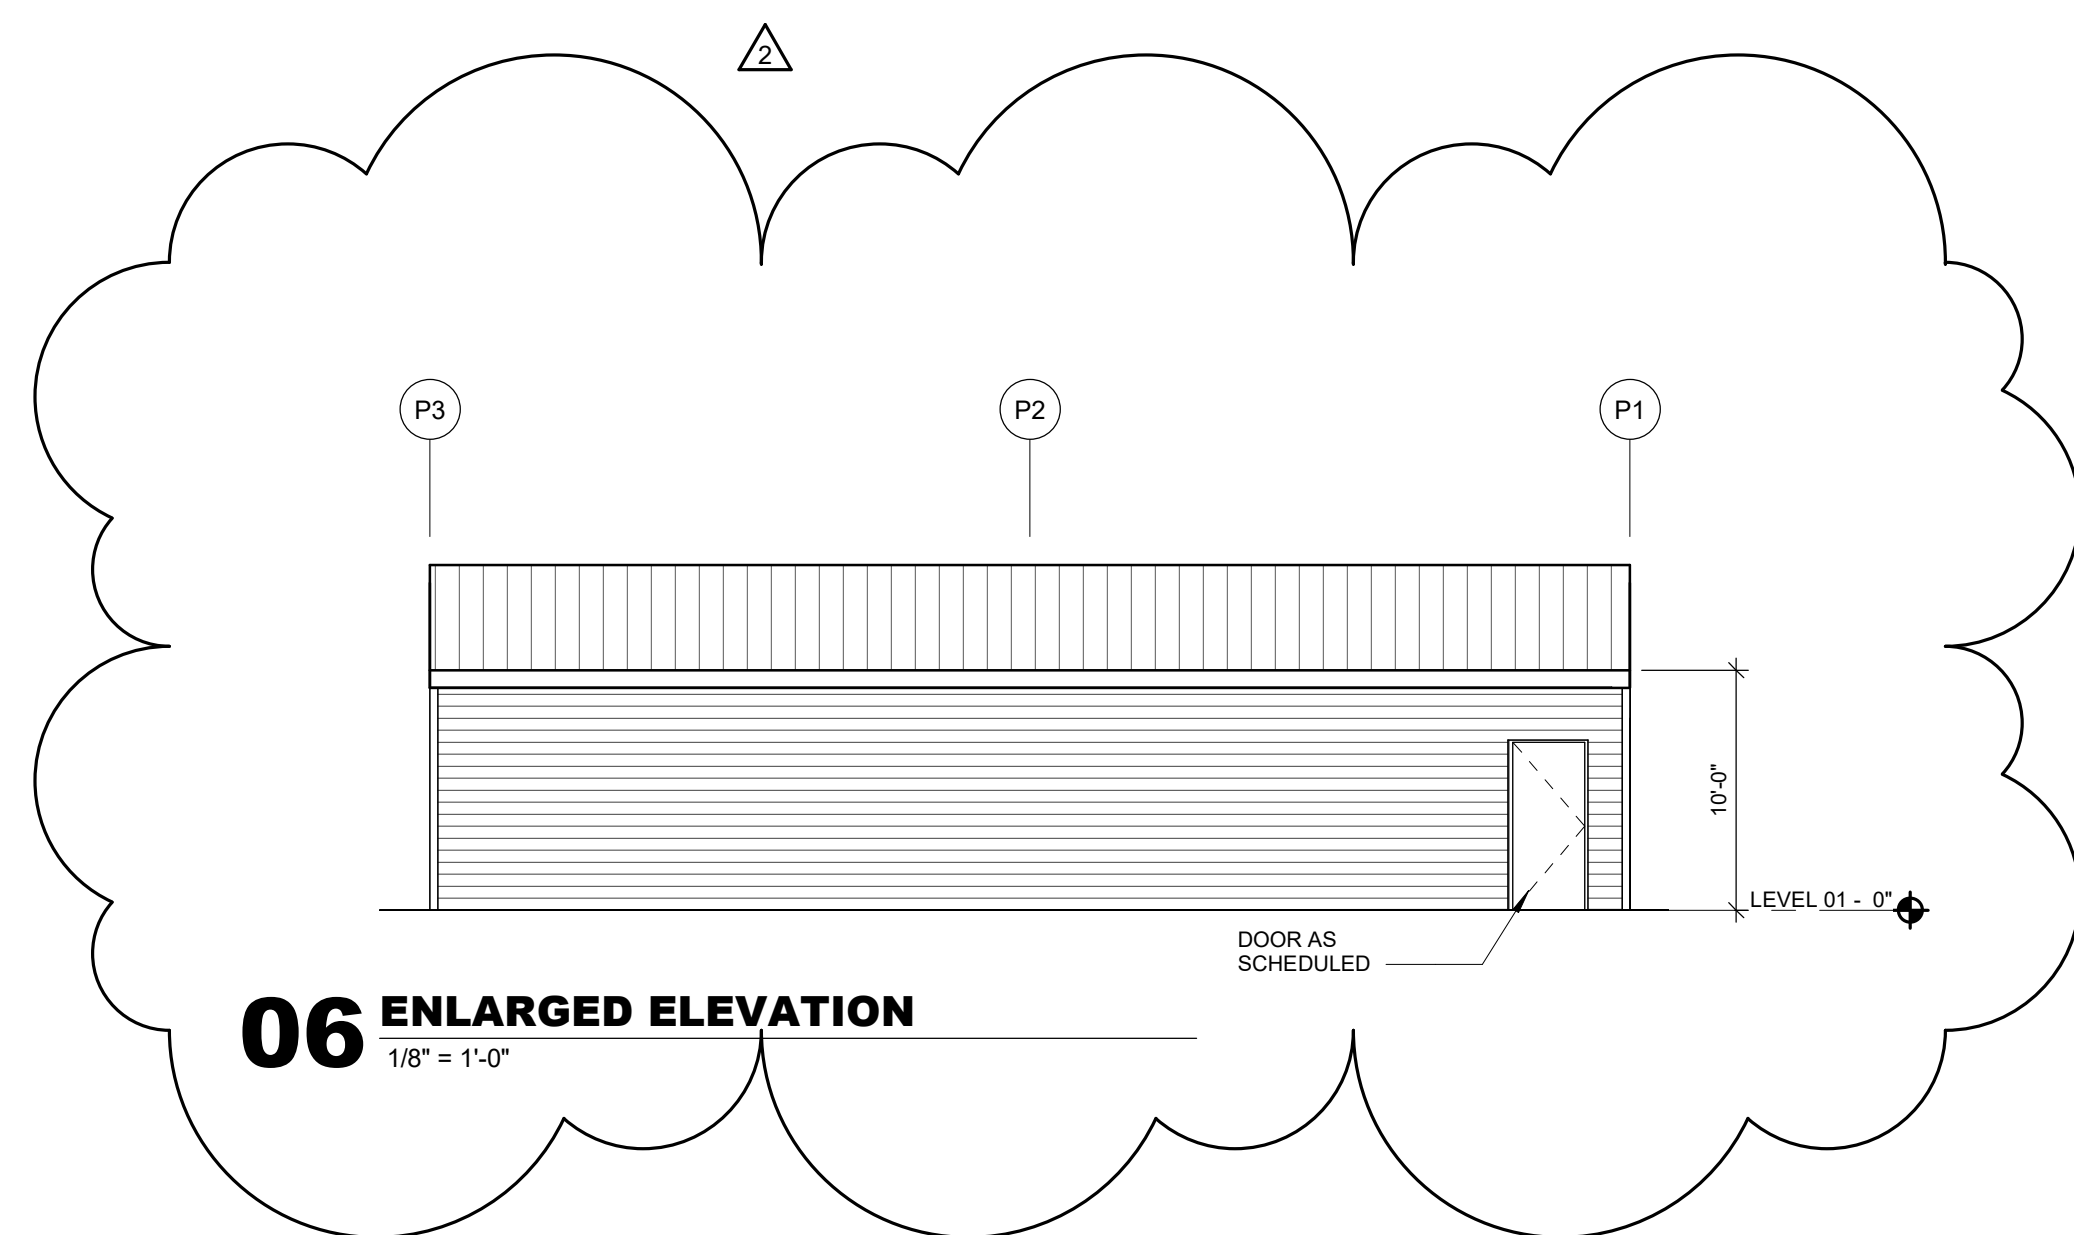 2
P3
P2
P1
10'-0"
LEVEL 01 - 0"
DOOR AS
SCHEDULED
06
ENLARGED ELEVATION
1/8" = 1'-0"